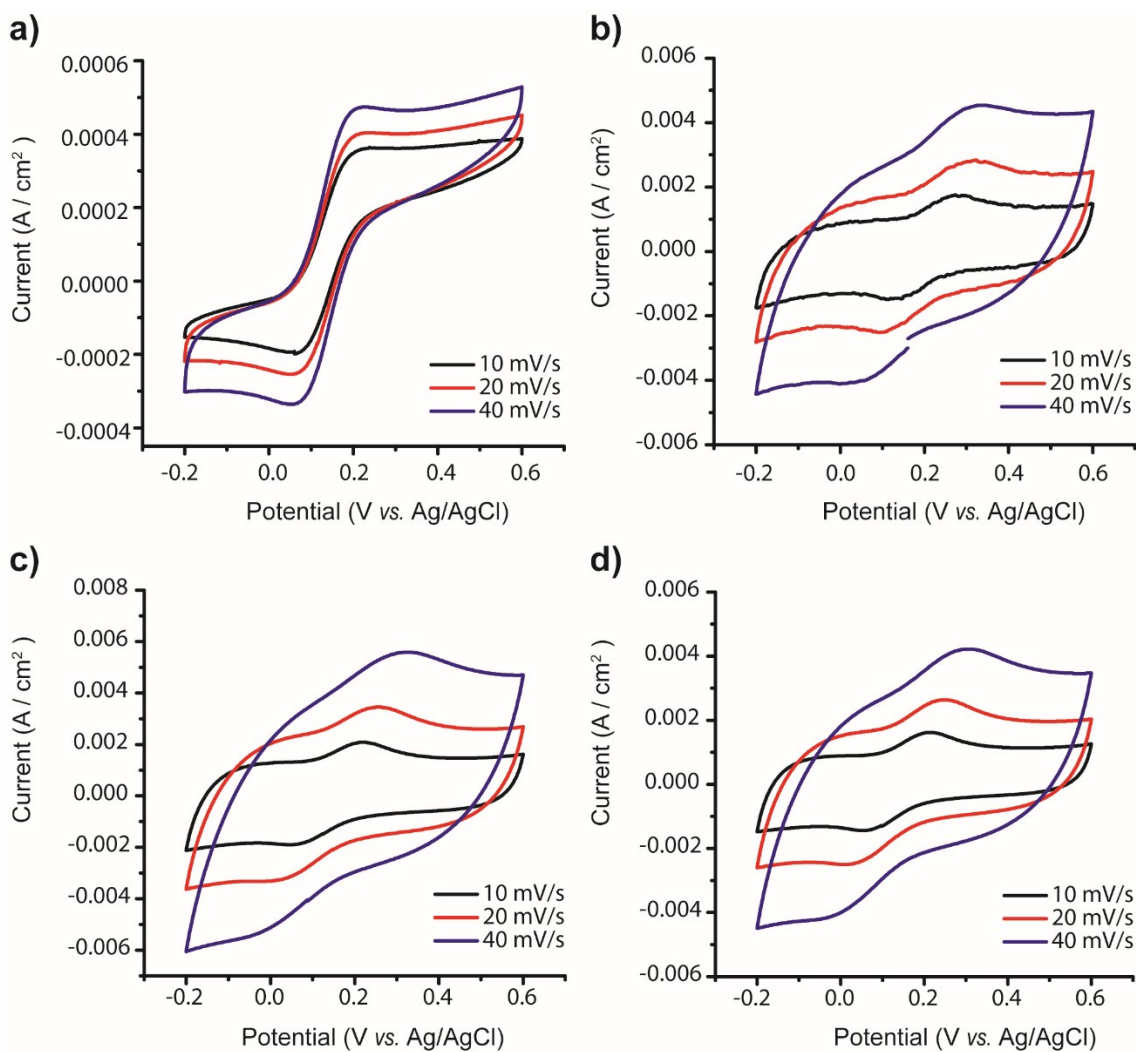 a)
0.0006
0.0004
0.0002
0.0000
-0.0002
-0.0004
Current (A / cm²)
10 mV/s
20 mV/s
40 mV/s
-0.2 0.0 0.2 0.4 0.6
Potential (V vs. Ag/AgCl)
b)
0.006
0.004
0.002
0.000
-0.002
-0.004
-0.006
Current (A / cm²)
10 mV/s
20 mV/s
40 mV/s
-0.2 0.0 0.2 0.4 0.6
Potential (V vs. Ag/AgCl)
c)
0.008
0.006
0.004
0.002
0.000
-0.002
-0.004
-0.006
Current (A / cm²)
10 mV/s
20 mV/s
40 mV/s
-0.2 0.0 0.2 0.4 0.6
Potential (V vs. Ag/AgCl)
d)
0.006
0.004
0.002
0.000
-0.002
-0.004
-0.006
Current (A / cm²)
10 mV/s
20 mV/s
40 mV/s
-0.2 0.0 0.2 0.4 0.6
Potential (V vs. Ag/AgCl)